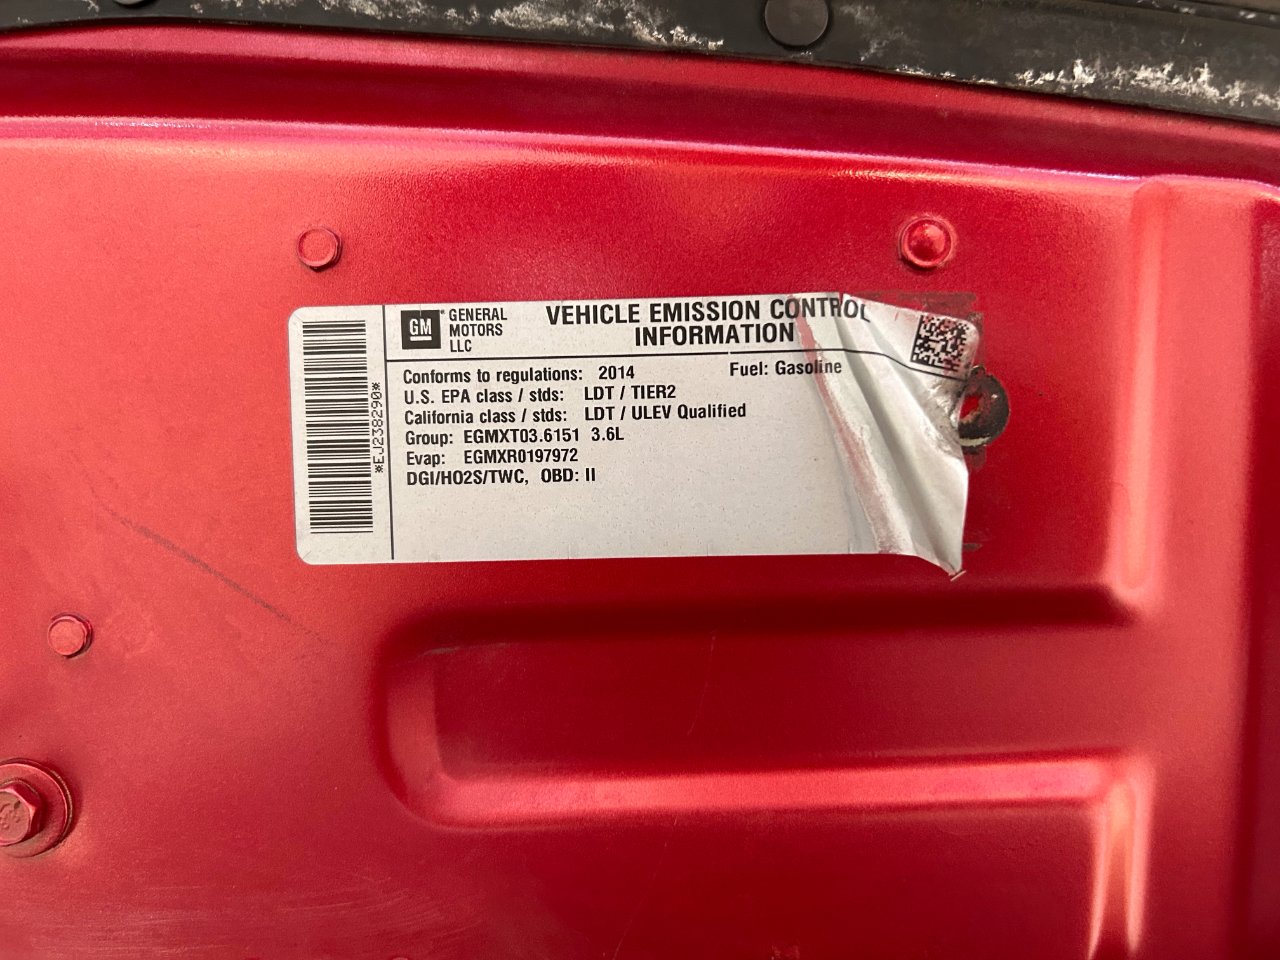 GM GENERAL
MOTORS
LLC
VEHICLE EMISSION CONTROL
INFORMATION
Conforms to regulations: 2014 Fuel: Gasoline
U.S. EPA class / stds: LDT / TIER2
California class / stds: LDT / ULEV Qualified
Group: EGMXT03.6151 3.6L
Evap: EGMXR0197972
DGI/HO2S/TWC, OBD: II
*EJ238290*